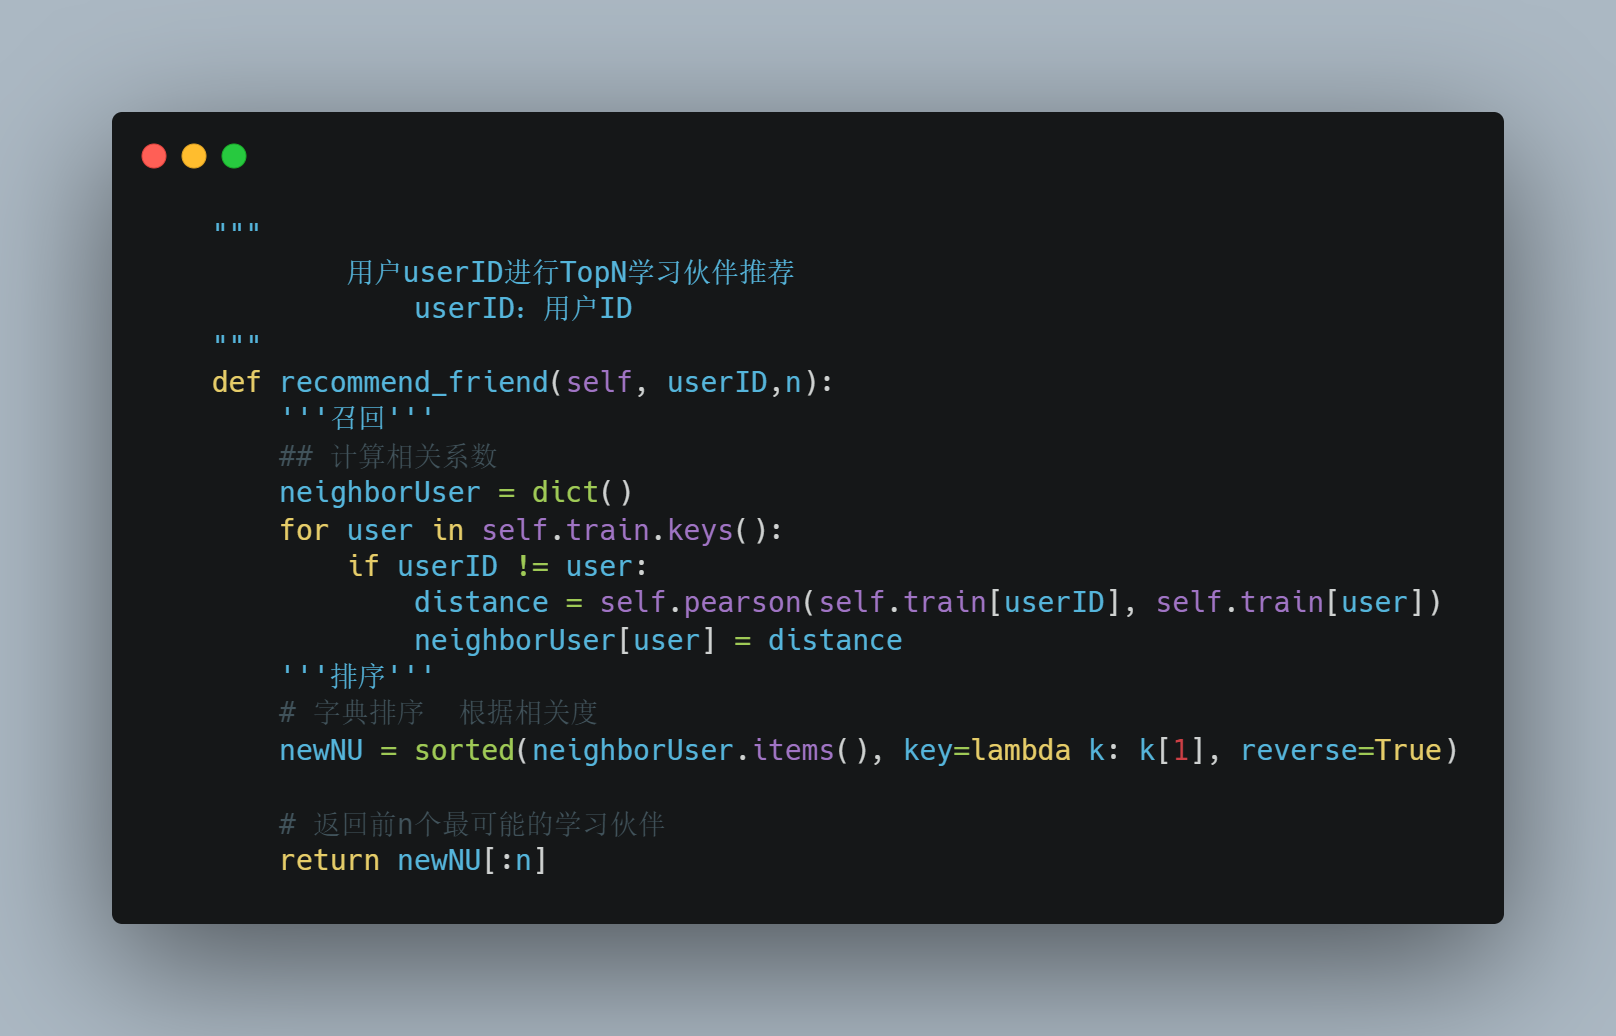 """
        用户userID进行TopN学习伙伴推荐
            userID：用户ID
"""
def recommend_friend(self, userID,n):
    '''召回'''
    ## 计算相关系数
    neighborUser = dict()
    for user in self.train.keys():
        if userID != user:
            distance = self.pearson(self.train[userID], self.train[user])
            neighborUser[user] = distance
    '''排序'''
    # 字典排序  根据相关度
    newNU = sorted(neighborUser.items(), key=lambda k: k[1], reverse=True)

    # 返回前n个最可能的学习伙伴
    return newNU[:n]